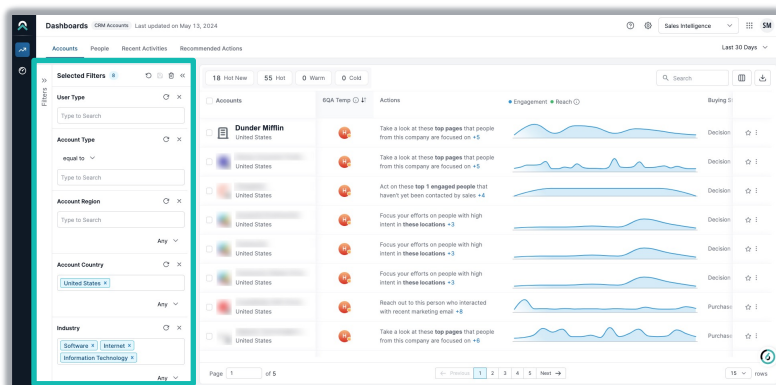 Dashboards CRM Accounts Last updated on May 13, 2024
Sales Intelligence SM
Accounts People Recent Activities Recommended Actions Last 30 Days
Filters
Selected Filters 6
User Type
Type to Search
Account Type
equal to
Type to Search
Account Region
Type to Search
Any
Account Country
United States ×
Any
Industry
Software × Internet ×
Information Technology ×
Any
18 Hot New 55 Hot 0 Warm 0 Cold Search
Accounts 6QA Temp Actions Engagement Reach Buying
Dunder Mifflin
United States
Take a look at these top pages that people
from this company are focused on +5
Decision
United States
Take a look at these top pages that people
from this company are focused on +5
Decision
United States
Act on these top 1 engaged people that
haven't yet been contacted by sales +4
Decision
United States
Focus your efforts on people with high
intent in these locations +3
Decision
United States
Focus your efforts on people with high
intent in these locations +3
Decision
United States
Focus your efforts on people with high
intent in these locations +3
Decision
United States
Reach out to this person who interacted
with recent marketing email +8
Purchase
United States
Take a look at these top pages that people
from this company are focused on +8
Purchase
Page 1 of 5 ← Previous 1 2 3 4 5 Next → 15 rows